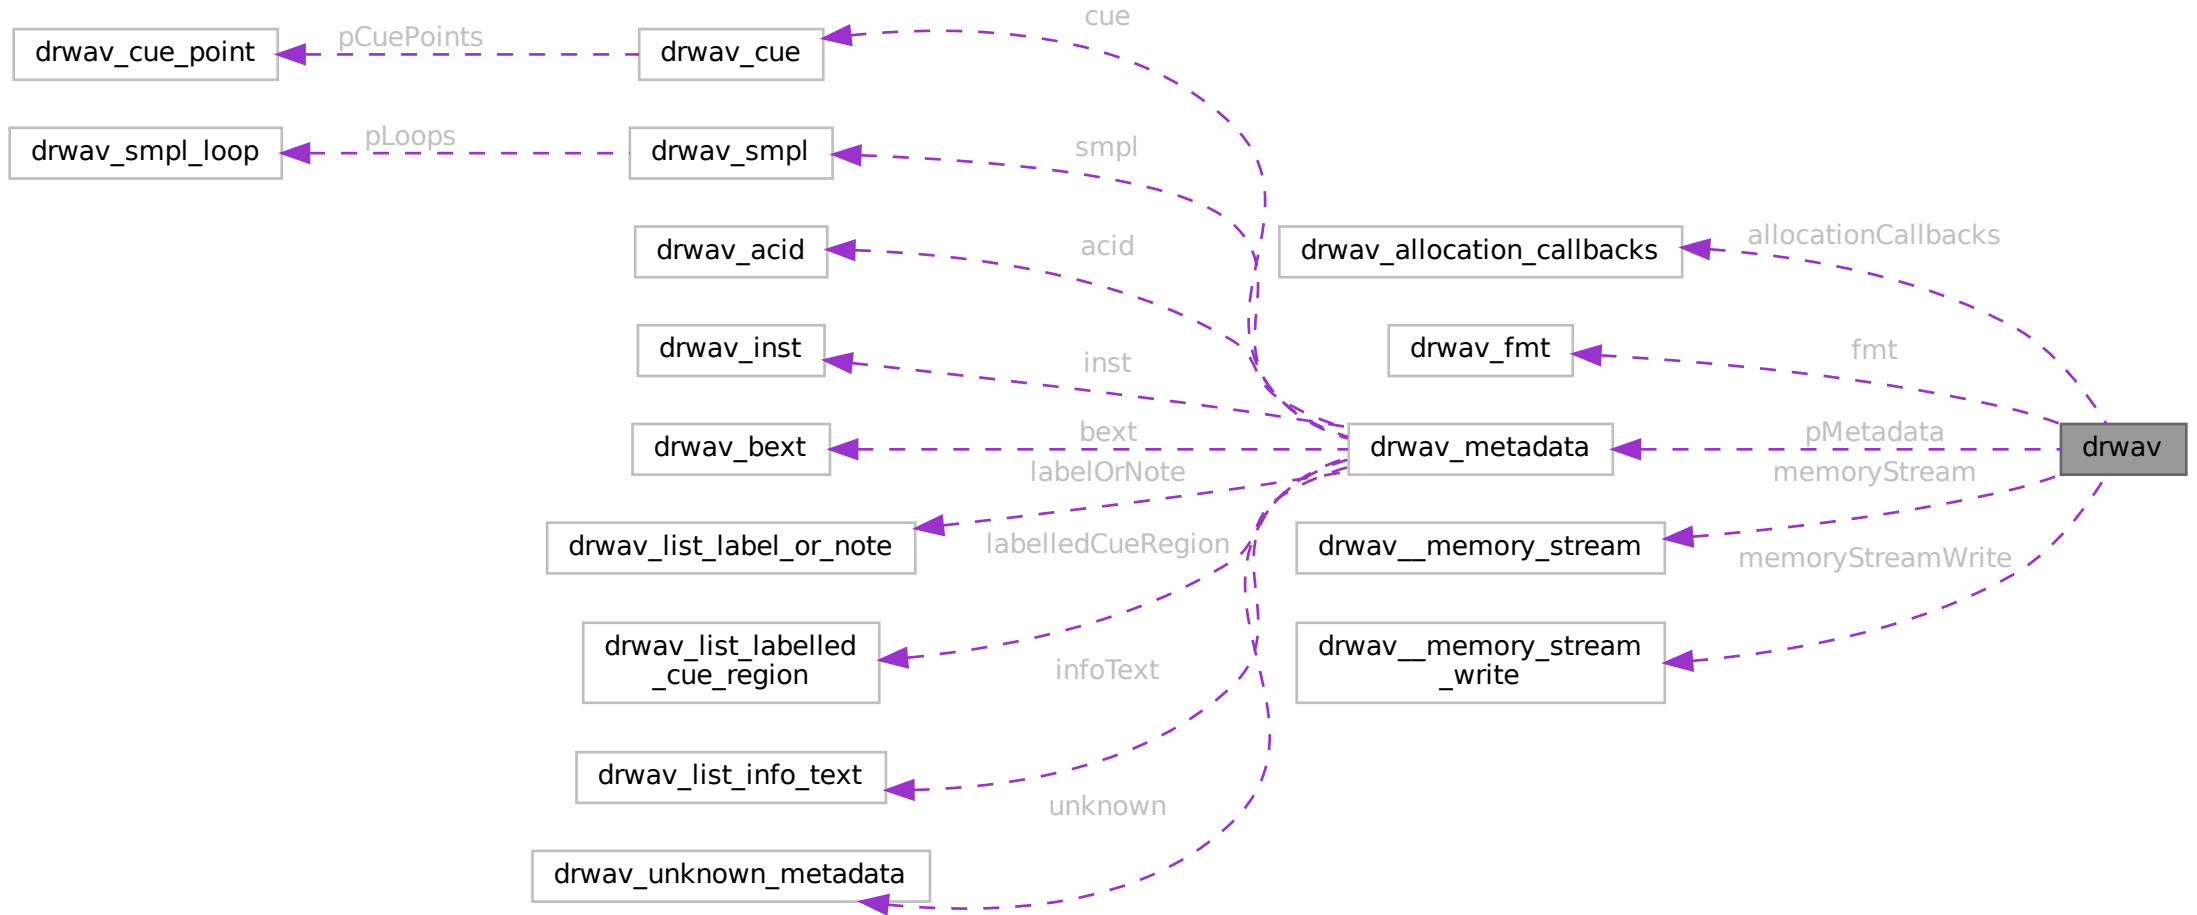 cue
drwav_cue_point
pCuePoints
drwav_cue
drwav_smpl_loop
pLoops
drwav_smpl
smpl
drwav_acid
acid
drwav_allocation_callbacks
allocationCallbacks
drwav_inst
inst
drwav_fmt
fmt
drwav_bext
bext
drwav_metadata
pMetadata
drwav
labelOrNote
memoryStream
drwav_list_label_or_note
labelledCueRegion
drwav__memory_stream
memoryStreamWrite
drwav_list_labelled
_cue_region
infoText
drwav__memory_stream
_write
drwav_list_info_text
unknown
drwav_unknown_metadata